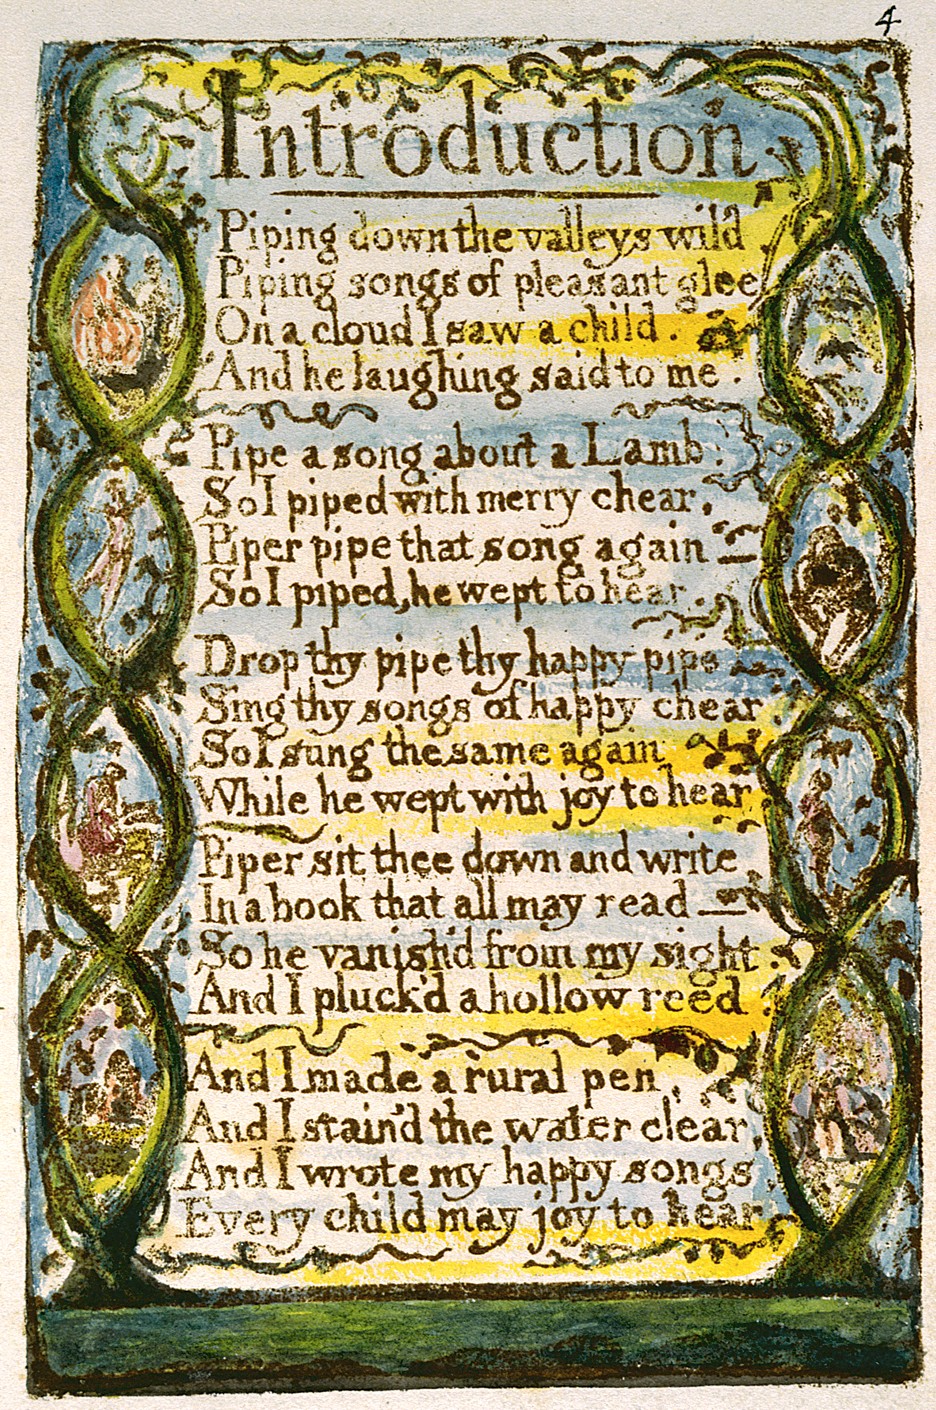 4
Introduction
Piping down the valleys wild
Piping songs of pleasant glee
On a cloud I saw a child.
And he laughing said to me.
Pipe a song about a Lamb:
So I piped with merry chear,
Piper pipe that song again—
So I piped, he wept to hear.
Drop thy pipe thy happy pipe
Sing thy songs of happy chear
So I sung the same again
While he wept with joy to hear
Piper sit thee down and write
In a book that all may read—
So he vanish'd from my sight.
And I pluck'd a hollow reed.
And I made a rural pen,
And I stain'd the water clear,
And I wrote my happy songs
Every child may joy to hear